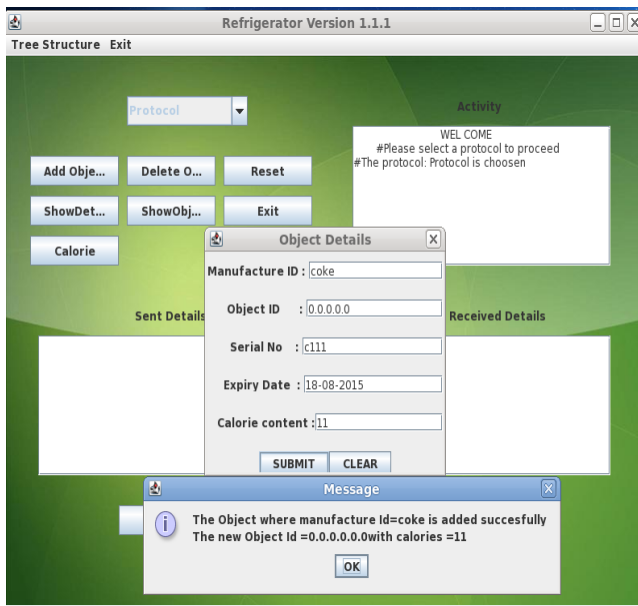 Refrigerator Version 1.1.1
Tree Structure Exit
Protocol
Activity
WEL COME
#Please select a protocol to proceed
#The protocol: Protocol is choosen
Add Obje... Delete O... Reset
ShowDet... ShowObj... Exit
Calorie
Object Details
Manufacture ID : coke
Object ID : 0.0.0.0.0
Serial No : c111
Expiry Date : 18-08-2015
Calorie content : 11
SUBMIT CLEAR
Sent Details
Received Details
Message
The Object where manufacture Id=coke is added succesfully
The new Object Id =0.0.0.0.0.0with calories =11
OK